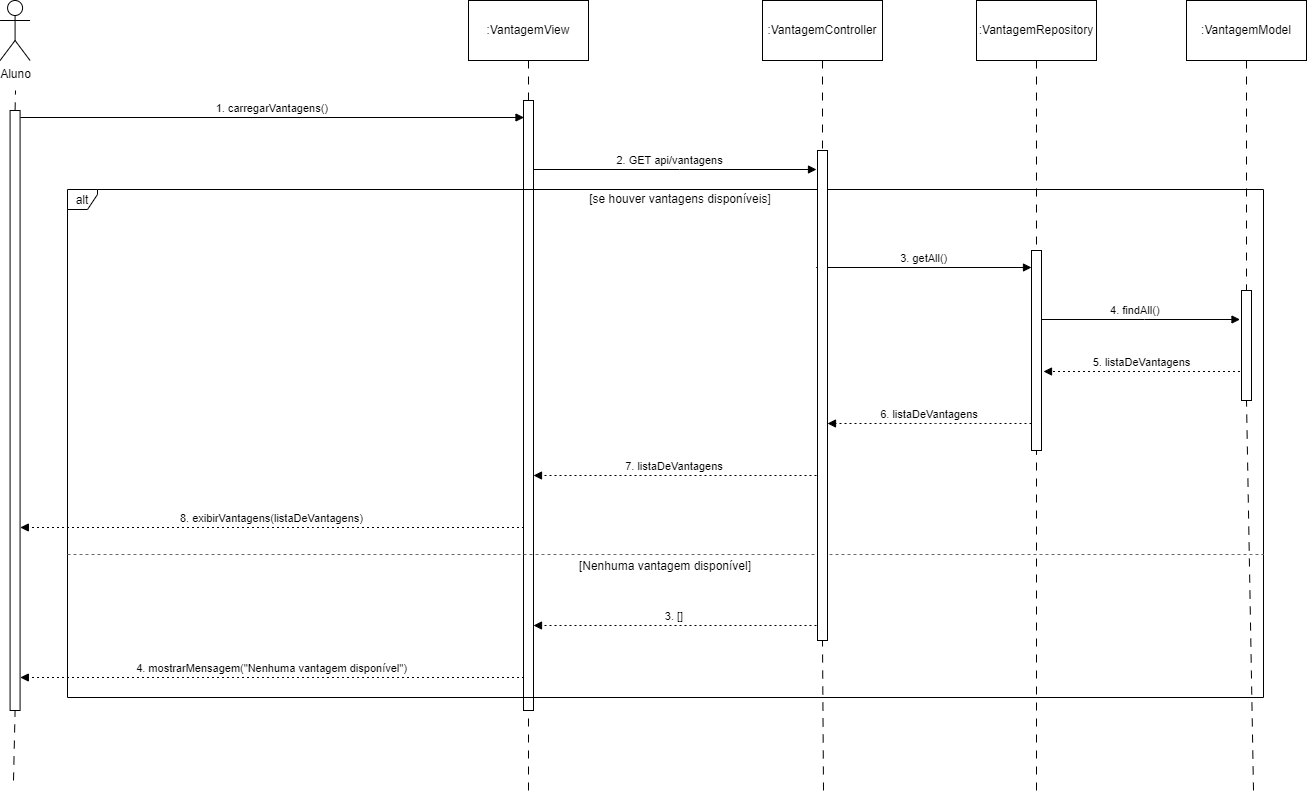 :VantagemView
:VantagemController
:VantagemRepository
:VantagemModel
Aluno
1. carregarVantagens()
2. GET api/vantagens
alt
[se houver vantagens disponíveis]
3. getAll()
4. findAll()
5. listaDeVantagens
6. listaDeVantagens
7. listaDeVantagens
8. exibirVantagens(listaDeVantagens)
[Nenhuma vantagem disponível]
3. []
4. mostrarMensagem("Nenhuma vantagem disponível")